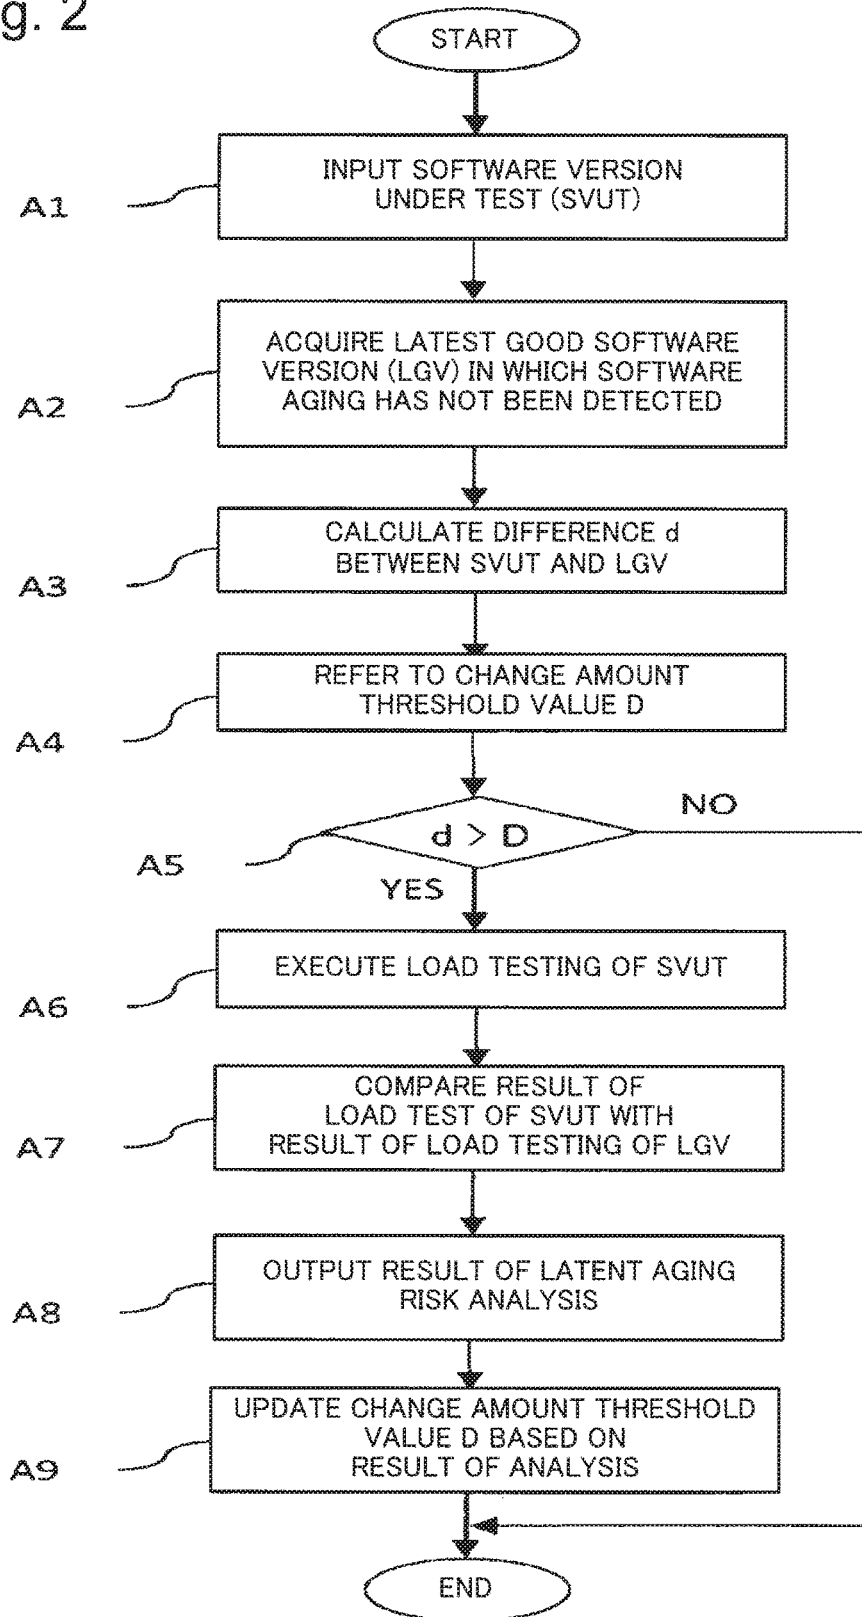 g. 2
START
INPUT SOFTWARE VERSION
UNDER TEST (SVUT)
A1
ACQUIRE LATEST GOOD SOFTWARE
VERSION (LGV) IN WHICH SOFTWARE
AGING HAS NOT BEEN DETECTED
A2
CALCULATE DIFFERENCE d
BETWEEN SVUT AND LGV
A3
REFER TO CHANGE AMOUNT
THRESHOLD VALUE D
A4
NO
d > D
A5
YES
EXECUTE LOAD TESTING OF SVUT
A6
COMPARE RESULT OF
LOAD TEST OF SVUT WITH
RESULT OF LOAD TESTING OF LGV
A7
OUTPUT RESULT OF LATENT AGING
RISK ANALYSIS
A8
UPDATE CHANGE AMOUNT THRESHOLD
VALUE D BASED ON
RESULT OF ANALYSIS
A9
END